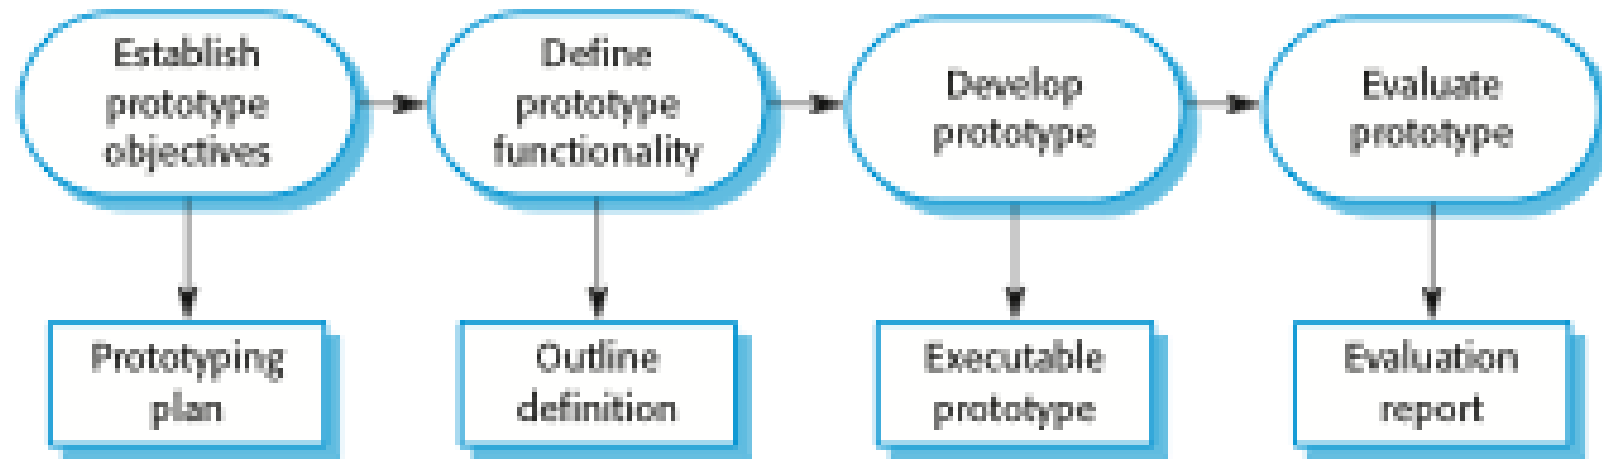 Establish
prototype
objectives
Define
prototype
functionality
Develop
prototype
Evaluate
prototype
Prototyping
plan
Outline
definition
Executable
prototype
Evaluation
report